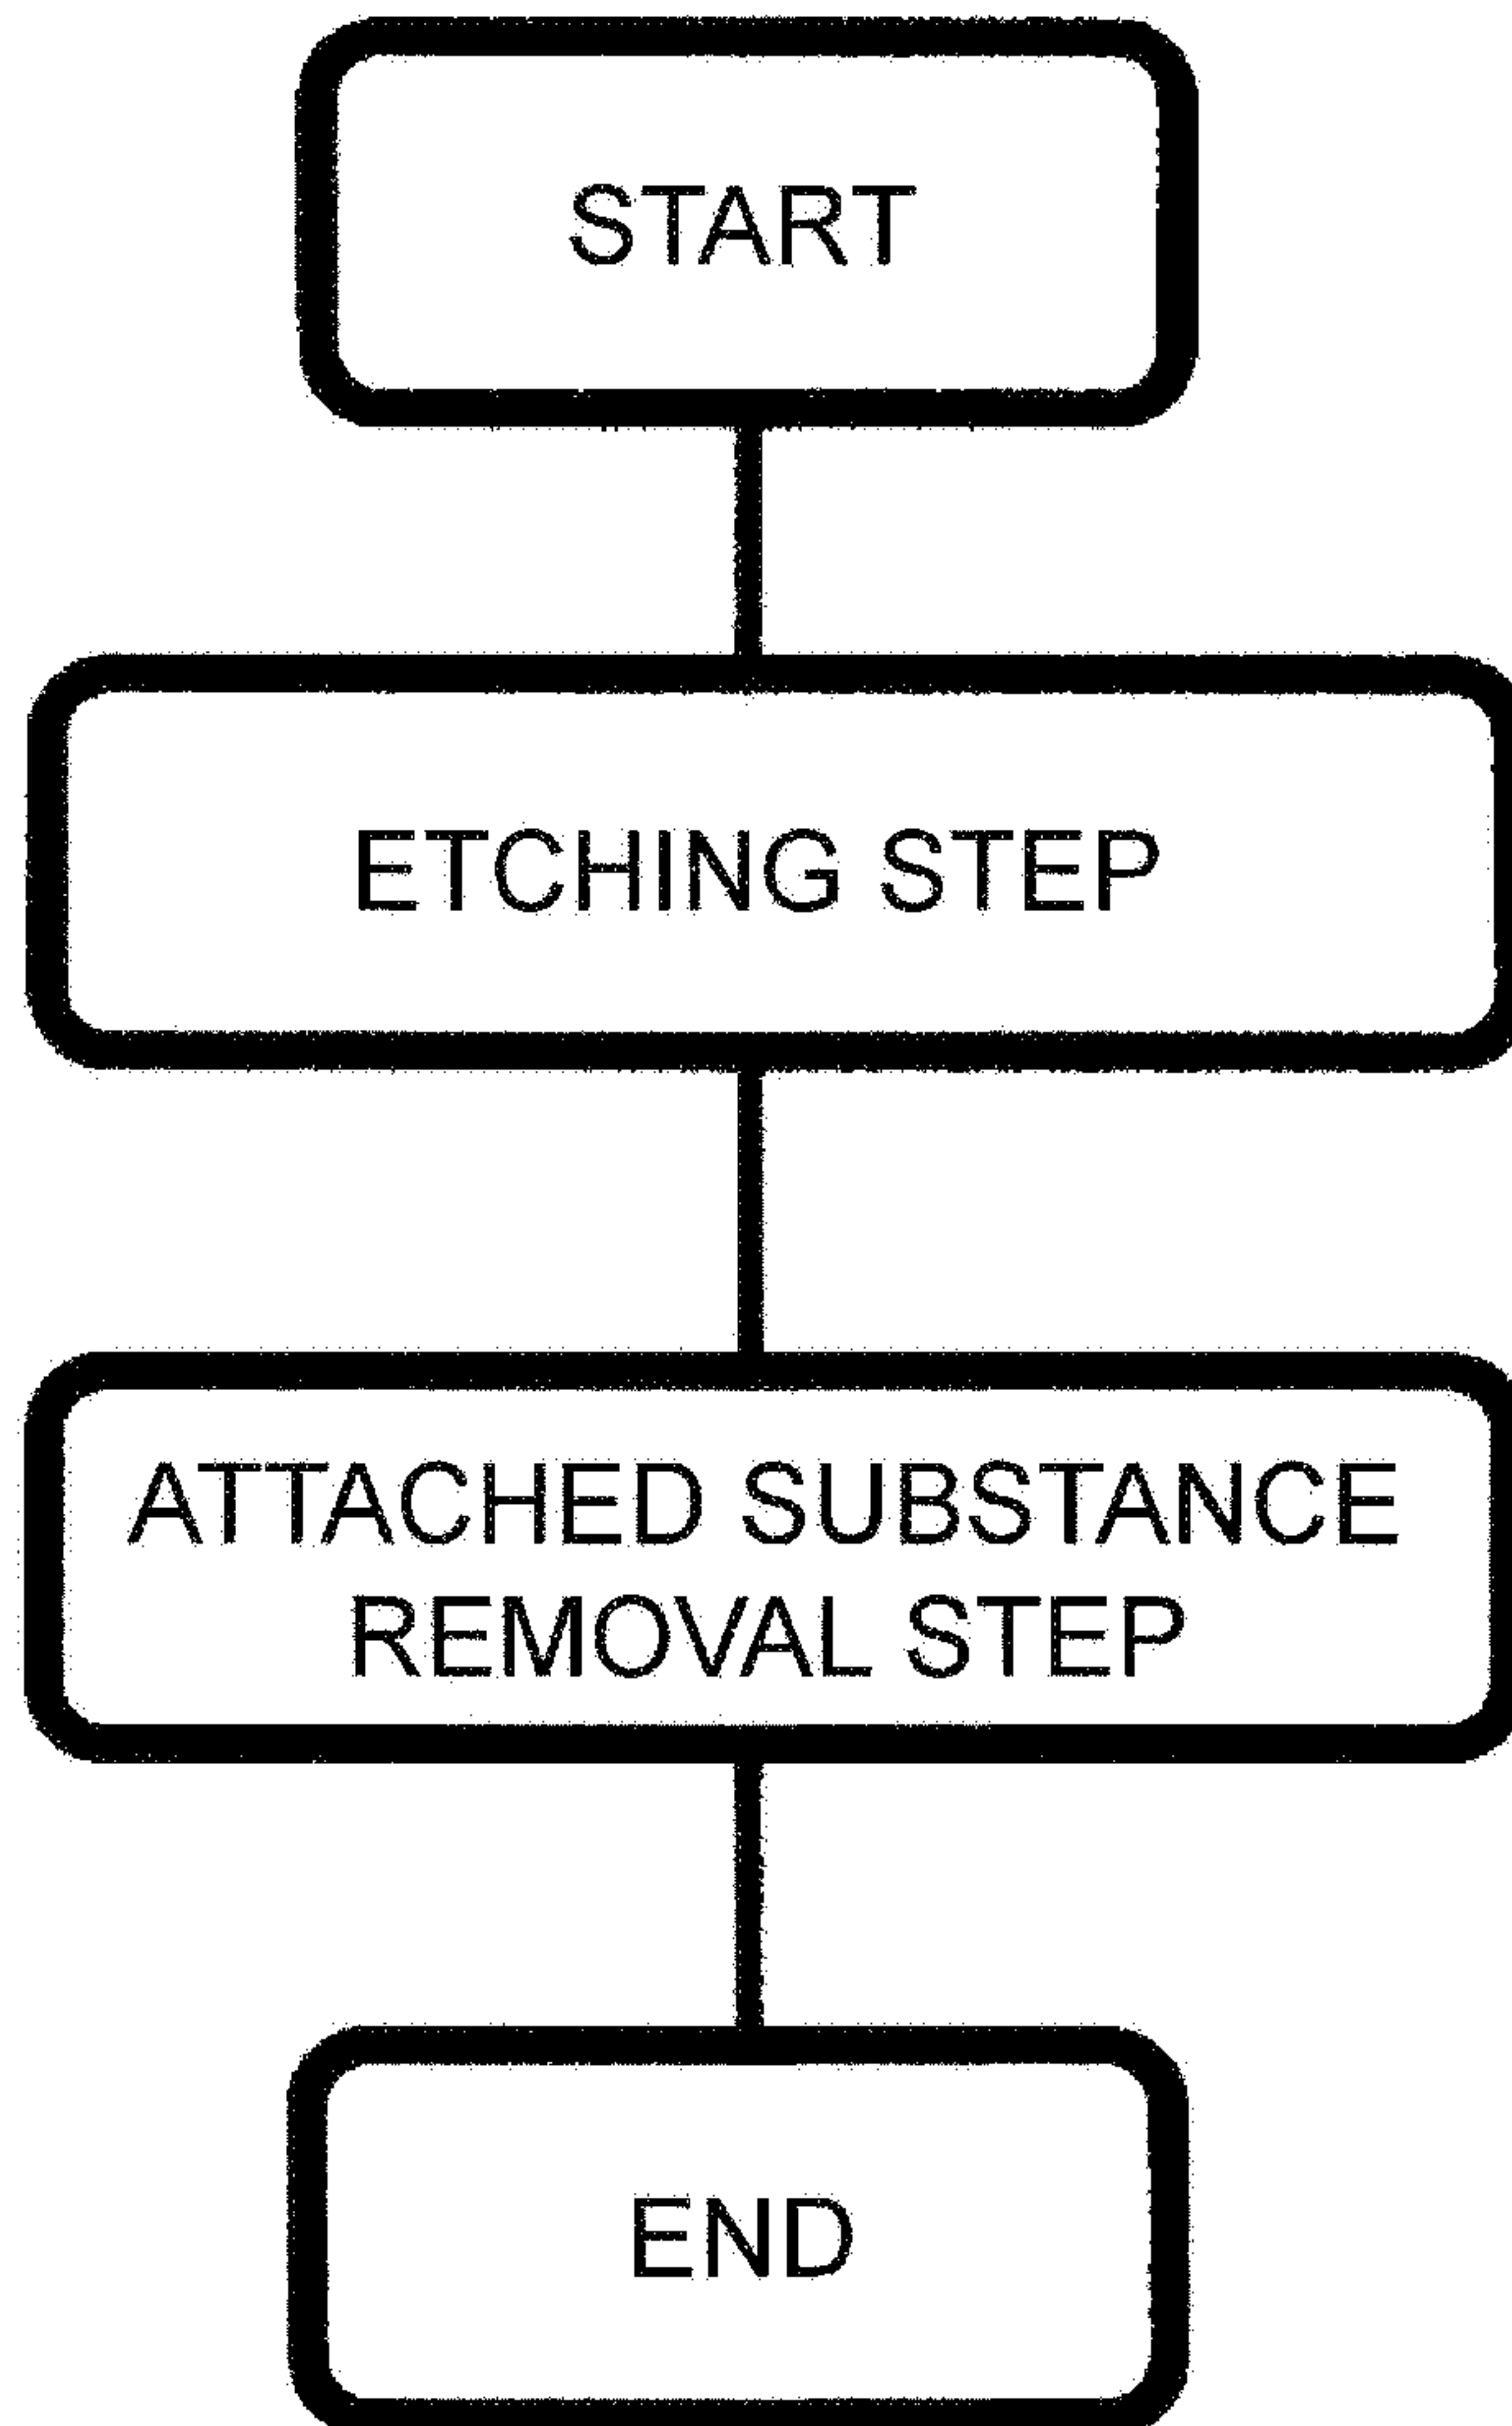 START
ETCHING STEP
ATTACHED SUBSTANCE
REMOVAL STEP
END